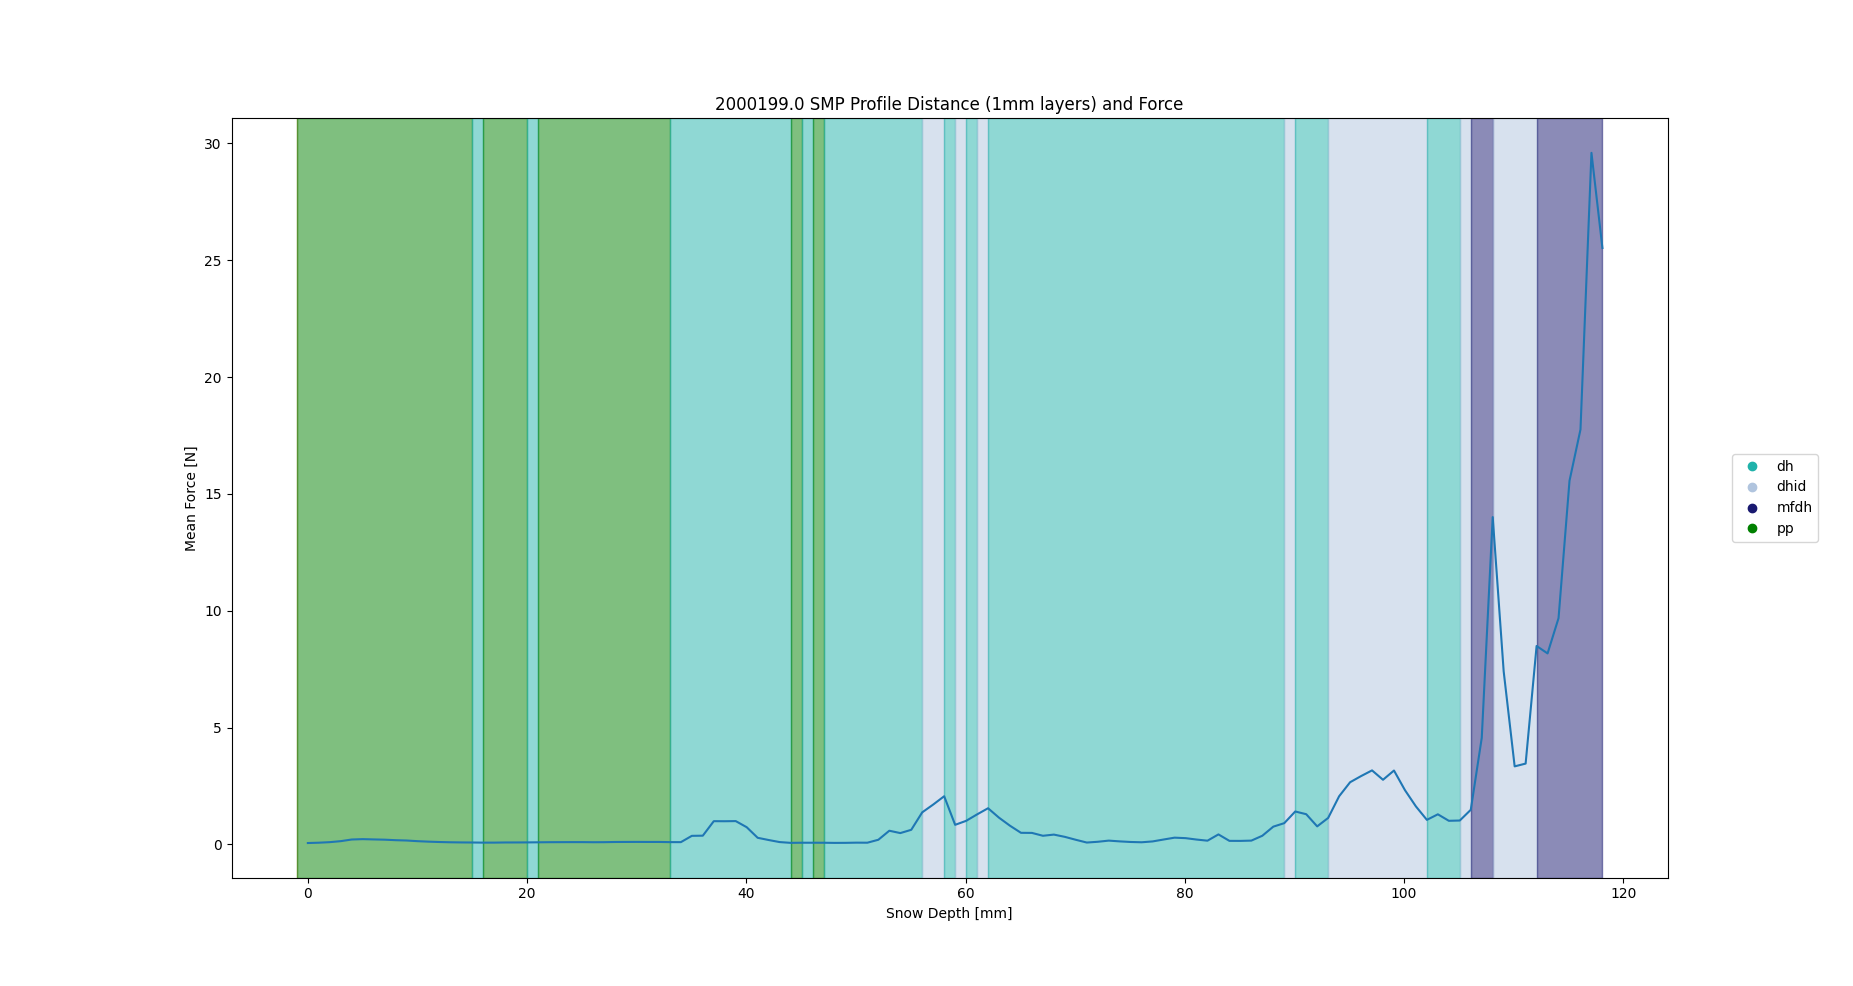 2000199.0 SMP Profile Distance (1mm layers) and Force
30
25
20
15
10
5
0
Mean Force [N]
0 20 40 60 80 100 120
Snow Depth [mm]
dh
dhid
mfdh
pp